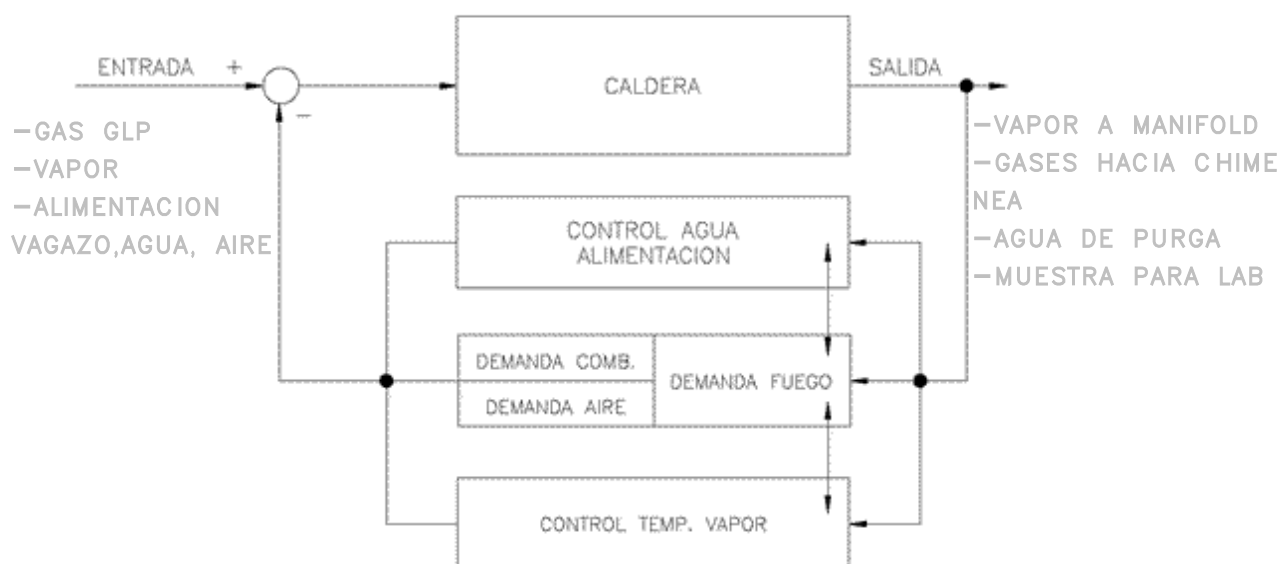 ENTRADA +
CALDERA
SALIDA
−
−GAS GLP
−VAPOR
−ALIMENTACION
VAGAZO,AGUA, AIRE
−VAPOR A MANIFOLD
−GASES HACIA CHIME
NEA
−AGUA DE PURGA
−MUESTRA PARA LAB
CONTROL AGUA
ALIMENTACION
DEMANDA COMB.
DEMANDA AIRE
DEMANDA FUEGO
CONTROL TEMP. VAPOR